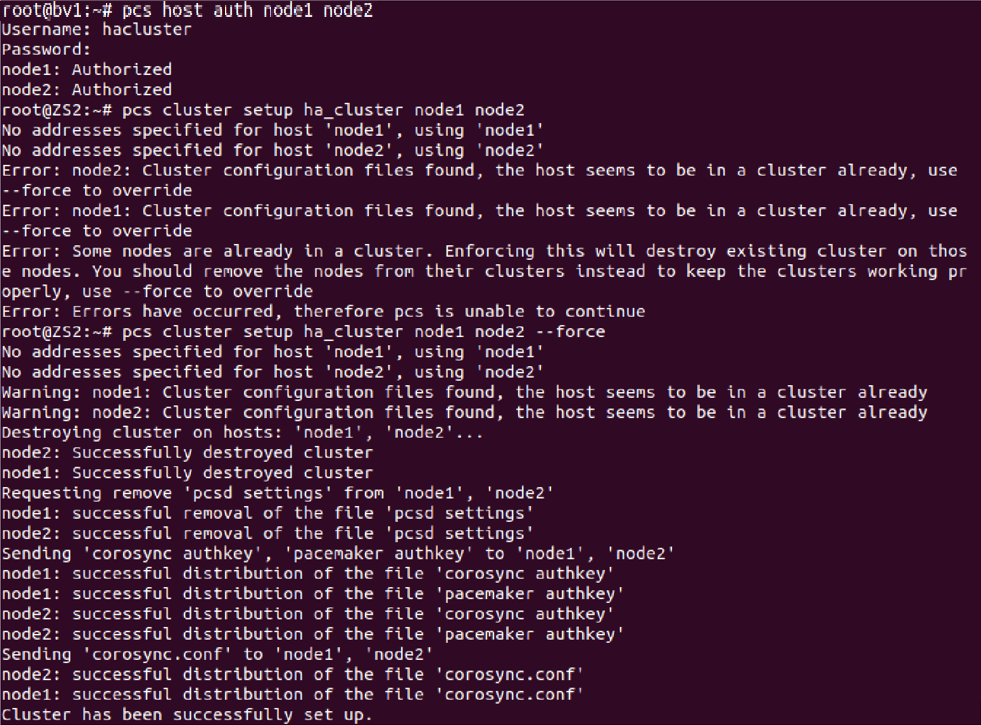 root@bv1:~# pcs host auth node1 node2
Username: hacluster
Password:
node1: Authorized
node2: Authorized
root@ZS2:~# pcs cluster setup ha_cluster node1 node2
No addresses specified for host 'node1', using 'node1'
No addresses specified for host 'node2', using 'node2'
Error: node2: Cluster configuration files found, the host seems to be in a cluster already, use
--force to override
Error: node1: Cluster configuration files found, the host seems to be in a cluster already, use
--force to override
Error: Some nodes are already in a cluster. Enforcing this will destroy existing cluster on thos
e nodes. You should remove the nodes from their clusters instead to keep the clusters working pr
operly, use --force to override
Error: Errors have occurred, therefore pcs is unable to continue
root@ZS2:~# pcs cluster setup ha_cluster node1 node2 --force
No addresses specified for host 'node1', using 'node1'
No addresses specified for host 'node2', using 'node2'
Warning: node1: Cluster configuration files found, the host seems to be in a cluster already
Warning: node2: Cluster configuration files found, the host seems to be in a cluster already
Destroying cluster on hosts: 'node1', 'node2'...
node2: Successfully destroyed cluster
node1: Successfully destroyed cluster
Requesting remove 'pcsd settings' from 'node1', 'node2'
node1: successful removal of the file 'pcsd settings'
node2: successful removal of the file 'pcsd settings'
Sending 'corosync authkey', 'pacemaker authkey' to 'node1', 'node2'
node1: successful distribution of the file 'corosync authkey'
node1: successful distribution of the file 'pacemaker authkey'
node2: successful distribution of the file 'corosync authkey'
node2: successful distribution of the file 'pacemaker authkey'
Sending 'corosync.conf' to 'node1', 'node2'
node2: successful distribution of the file 'corosync.conf'
node1: successful distribution of the file 'corosync.conf'
Cluster has been successfully set up.